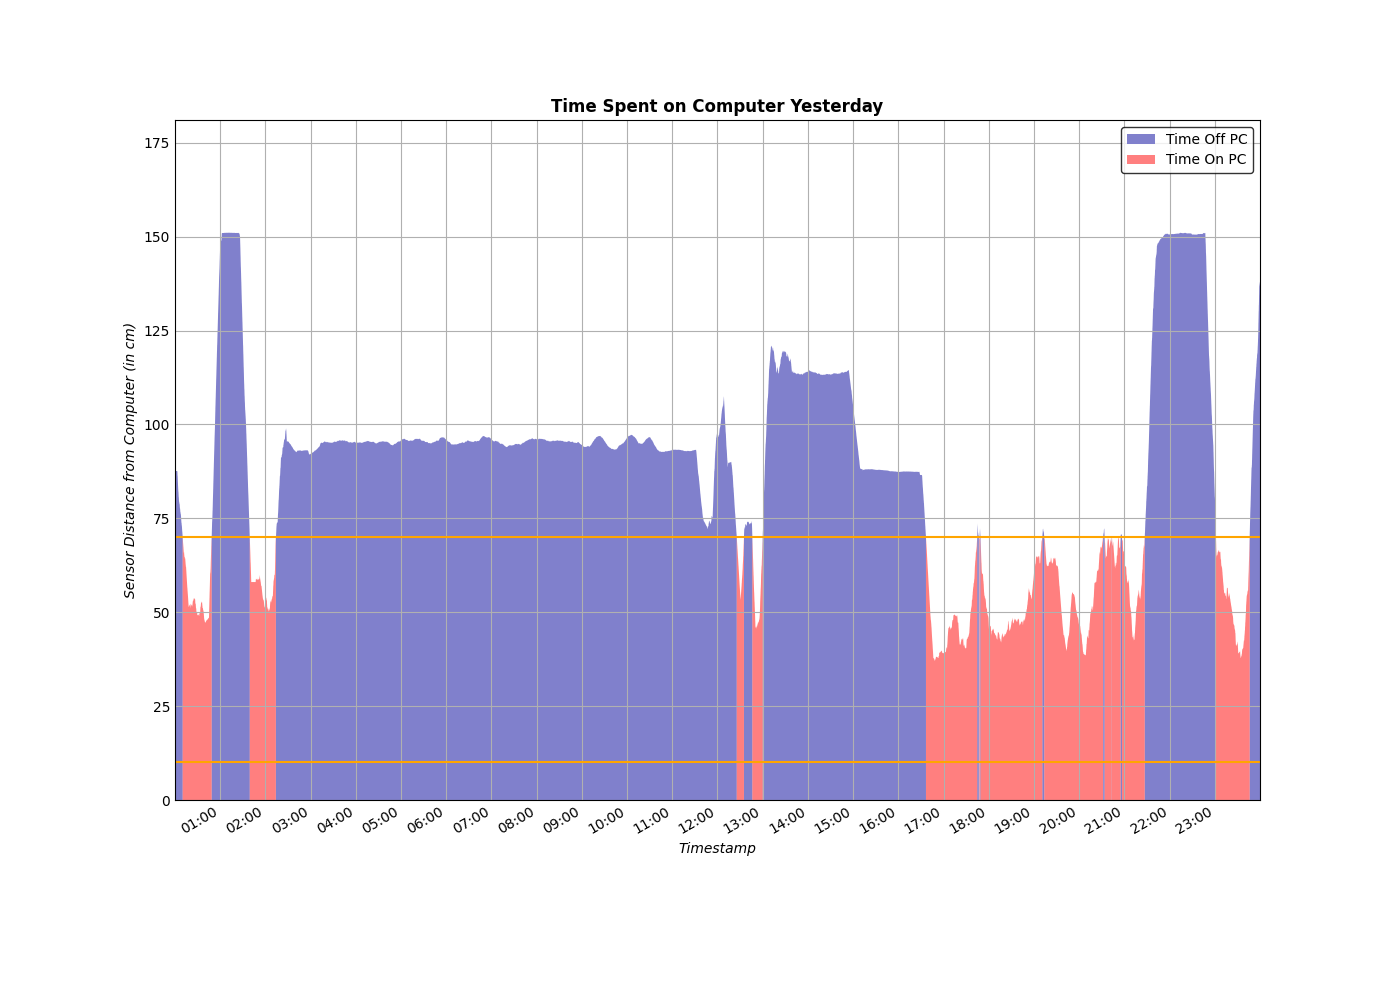 Time Spent on Computer Yesterday
Time Off PC
Time On PC
Sensor Distance from Computer (in cm)
175
150
125
100
75
50
25
0
01:00 02:00 03:00 04:00 05:00 06:00 07:00 08:00 09:00 10:00 11:00 12:00 13:00 14:00 15:00 16:00 17:00 18:00 19:00 20:00 21:00 22:00 23:00
Timestamp